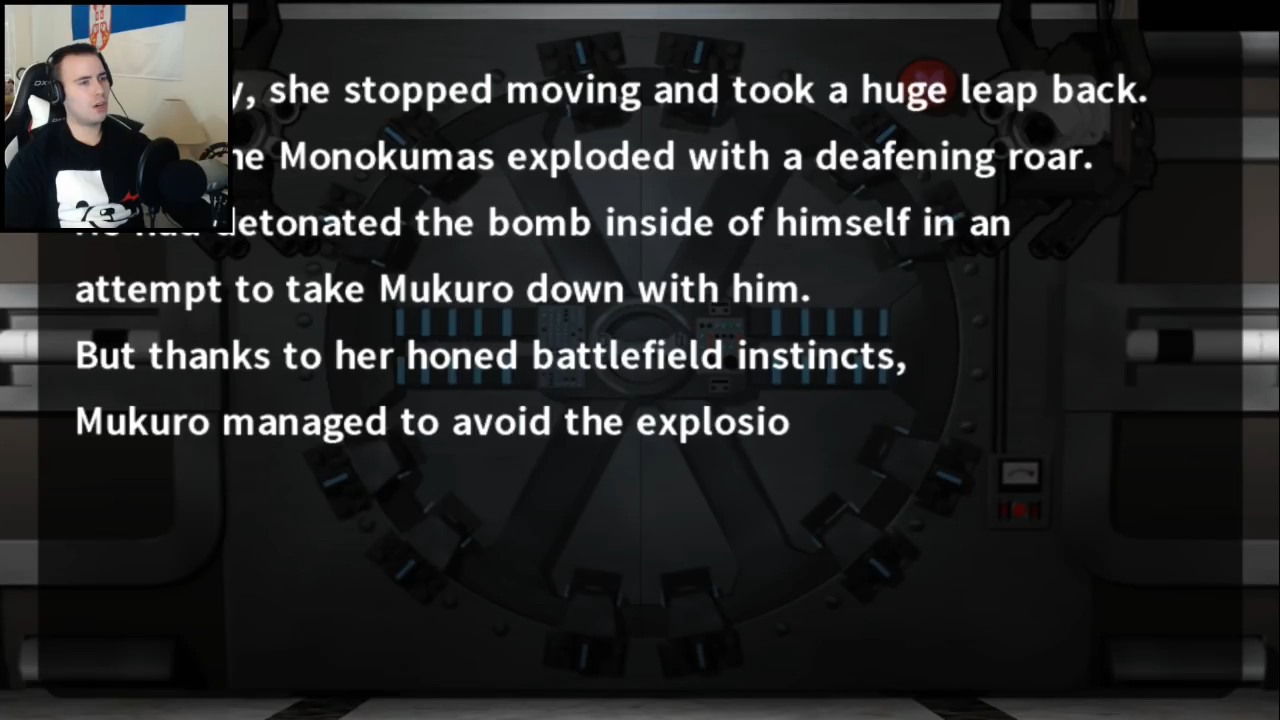 she stopped moving and took a huge leap back.
Monokumas exploded with a deafening roar.
detonated the bomb inside of himself in an
attempt to take Mukuro down with him.
But thanks to her honed battlefield instincts,
Mukuro managed to avoid the explosio